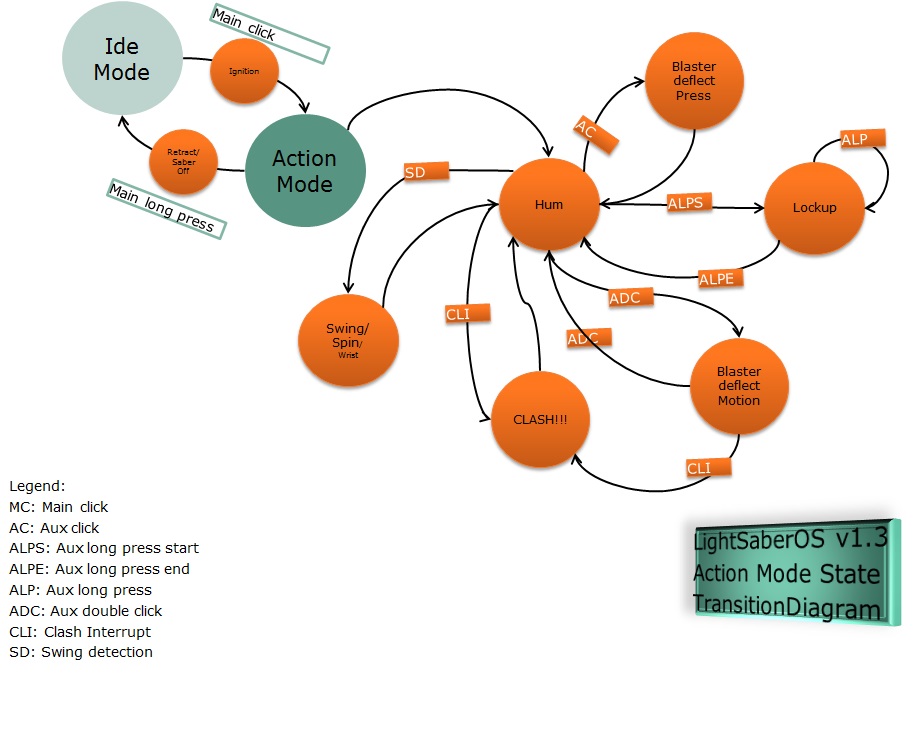 Main click
Ide
Mode
Ignition
Retract/
Saber
Off
Main long press
Action
Mode
Blaster
deflect
Press
AC
ALP
SD
Hum
ALPS
Lockup
ALPE
ADC
CLI
ADC
Swing/
Spin/
Wrist
Blaster
deflect
Motion
CLASH!!!
CLI
Legend:
MC: Main click
AC: Aux click
ALPS: Aux long press start
ALPE: Aux long press end
ALP: Aux long press
ADC: Aux double click
CLI: Clash Interrupt
SD: Swing detection
LightSaberOS v1.3
Action Mode State
TransitionDiagram